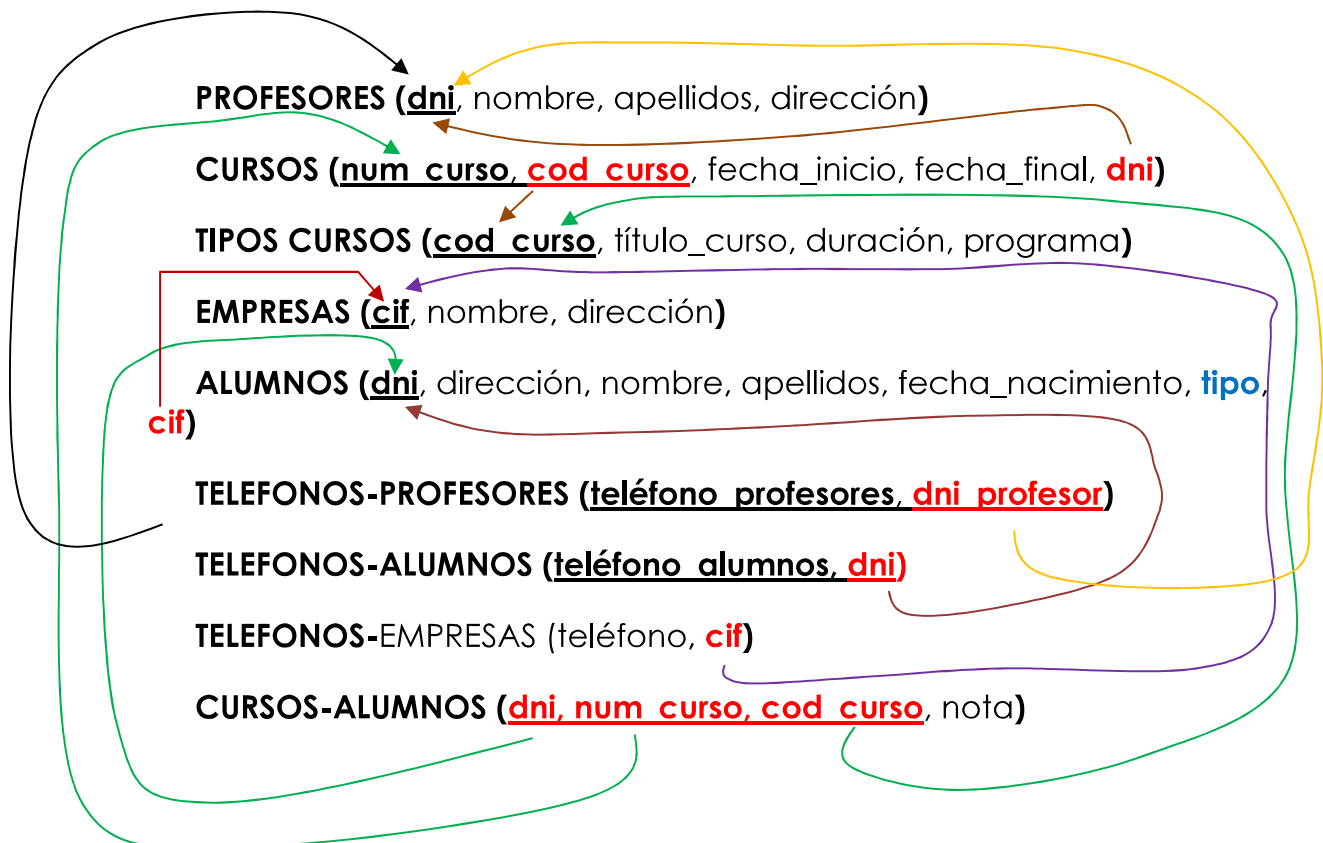 PROFESORES (dni, nombre, apellidos, dirección)
CURSOS (num_curso, cod_curso, fecha_inicio, fecha_final, dni)
TIPOS CURSOS (cod_curso, título_curso, duración, programa)
EMPRESAS (cif, nombre, dirección)
ALUMNOS (dni, dirección, nombre, apellidos, fecha_nacimiento, tipo,
cif)
TELEFONOS-PROFESORES (teléfono_profesores, dni_profesor)
TELEFONOS-ALUMNOS (teléfono_alumnos, dni)
TELEFONOS-EMPRESAS (teléfono, cif)
CURSOS-ALUMNOS (dni, num_curso, cod_curso, nota)